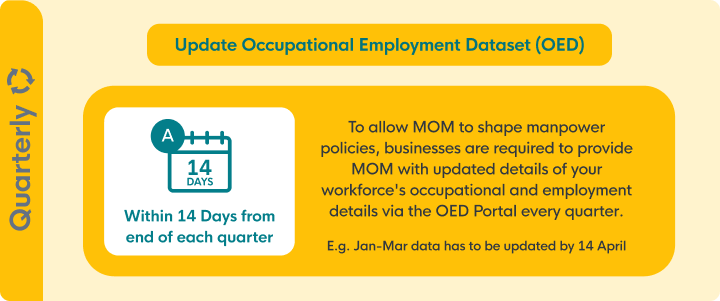 Quarterly
Update Occupational Employment Dataset (OED)
A
14
DAYS
Within 14 Days from
end of each quarter
To allow MOM to shape manpower
policies, businesses are required to provide
MOM with updated details of your
workforce's occupational and employment
details via the OED Portal every quarter.
E.g. Jan-Mar data has to be updated by 14 April